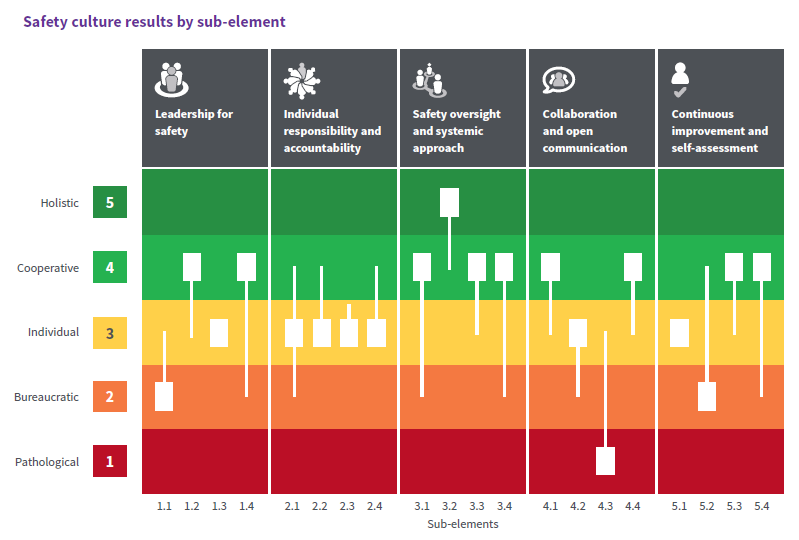 Safety culture results by sub-element
Leadership for
safety
Individual
responsibility and
accountability
Safety oversight
and systemic
approach
Collaboration
and open
communication
Continuous
improvement and
self-assessment
Holistic 5
Cooperative 4
Individual 3
Bureaucratic 2
Pathological 1
1.1 1.2 1.3 1.4 2.1 2.2 2.3 2.4 3.1 3.2 3.3 3.4 4.1 4.2 4.3 4.4 5.1 5.2 5.3 5.4
Sub-elements